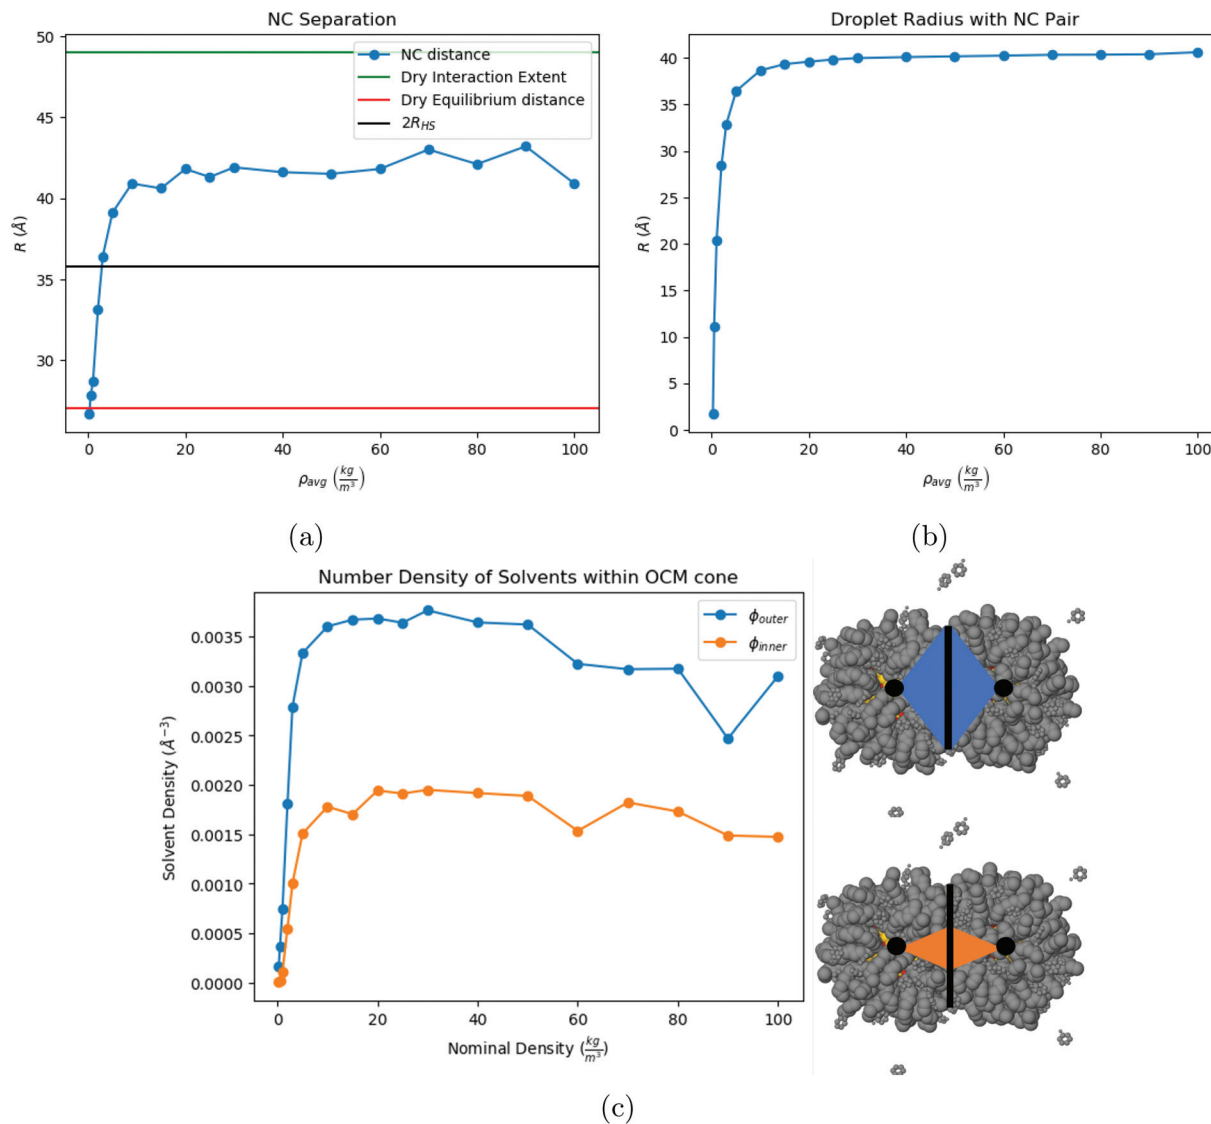 NC Separation
50
45
40
35
30
R (Å)
NC distance
Dry Interaction Extent
Dry Equilibrium distance
2R_HS
0 20 40 60 80 100
ρ_avg (kg/m³)
(a)
Droplet Radius with NC Pair
40
35
30
25
20
15
10
5
0
R (Å)
0 20 40 60 80 100
ρ_avg (kg/m³)
(b)
Number Density of Solvents within OCM cone
0.0035
0.0030
0.0025
0.0020
0.0015
0.0010
0.0005
0.0000
Solvent Density (Å⁻³)
ϕ_outer
ϕ_inner
0 20 40 60 80 100
Nominal Density (kg/m³)
(c)